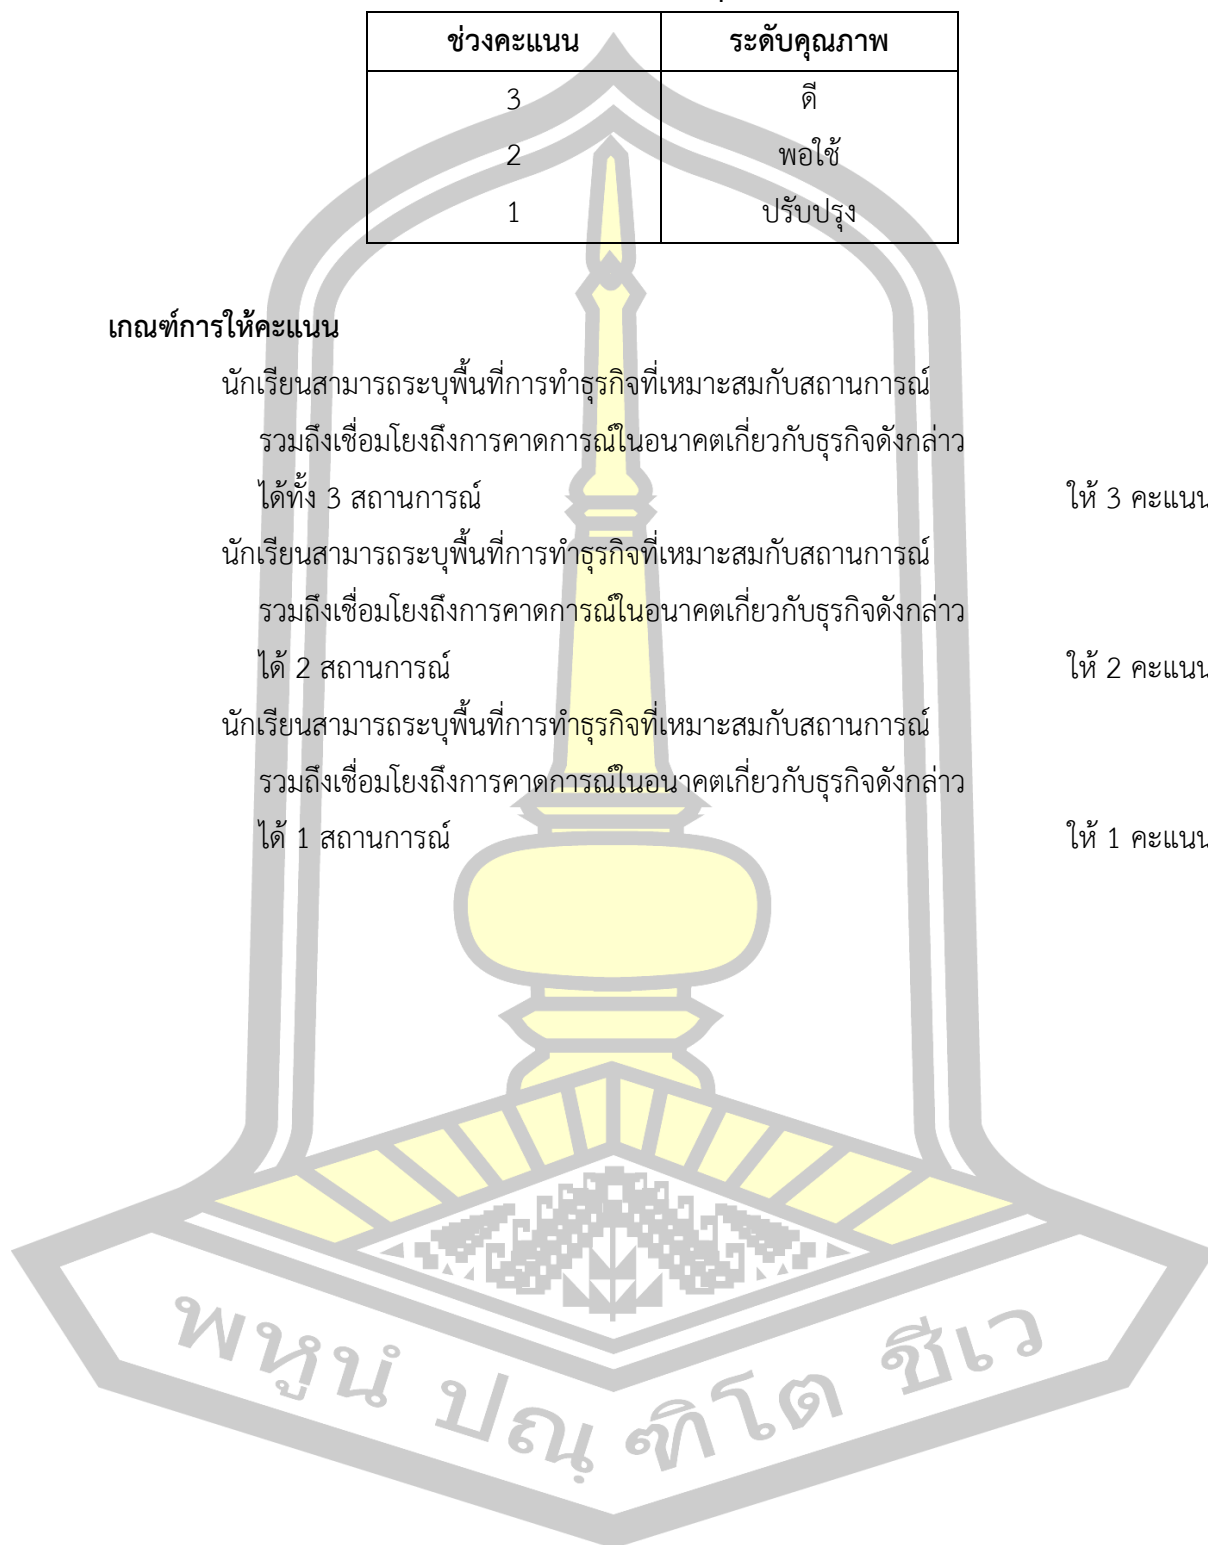 ช่วงคะแนน ระดับคุณภาพ
3 ดี
2 พอใช้
1 ปรับปรุง
เกณฑ์การให้คะแนน
นักเรียนสามารถระบุพื้นที่การทำธุรกิจที่เหมาะสมกับสถานการณ์
รวมถึงเชื่อมโยงถึงการคาดการณ์ในอนาคตเกี่ยวกับธุรกิจดังกล่าว
ได้ทั้ง 3 สถานการณ์ ให้ 3 คะแนน
นักเรียนสามารถระบุพื้นที่การทำธุรกิจที่เหมาะสมกับสถานการณ์
รวมถึงเชื่อมโยงถึงการคาดการณ์ในอนาคตเกี่ยวกับธุรกิจดังกล่าว
ได้ 2 สถานการณ์ ให้ 2 คะแนน
นักเรียนสามารถระบุพื้นที่การทำธุรกิจที่เหมาะสมกับสถานการณ์
รวมถึงเชื่อมโยงถึงการคาดการณ์ในอนาคตเกี่ยวกับธุรกิจดังกล่าว
ได้ 1 สถานการณ์ ให้ 1 คะแนน
พหูนํ ปณฺฑิโต ชีเว